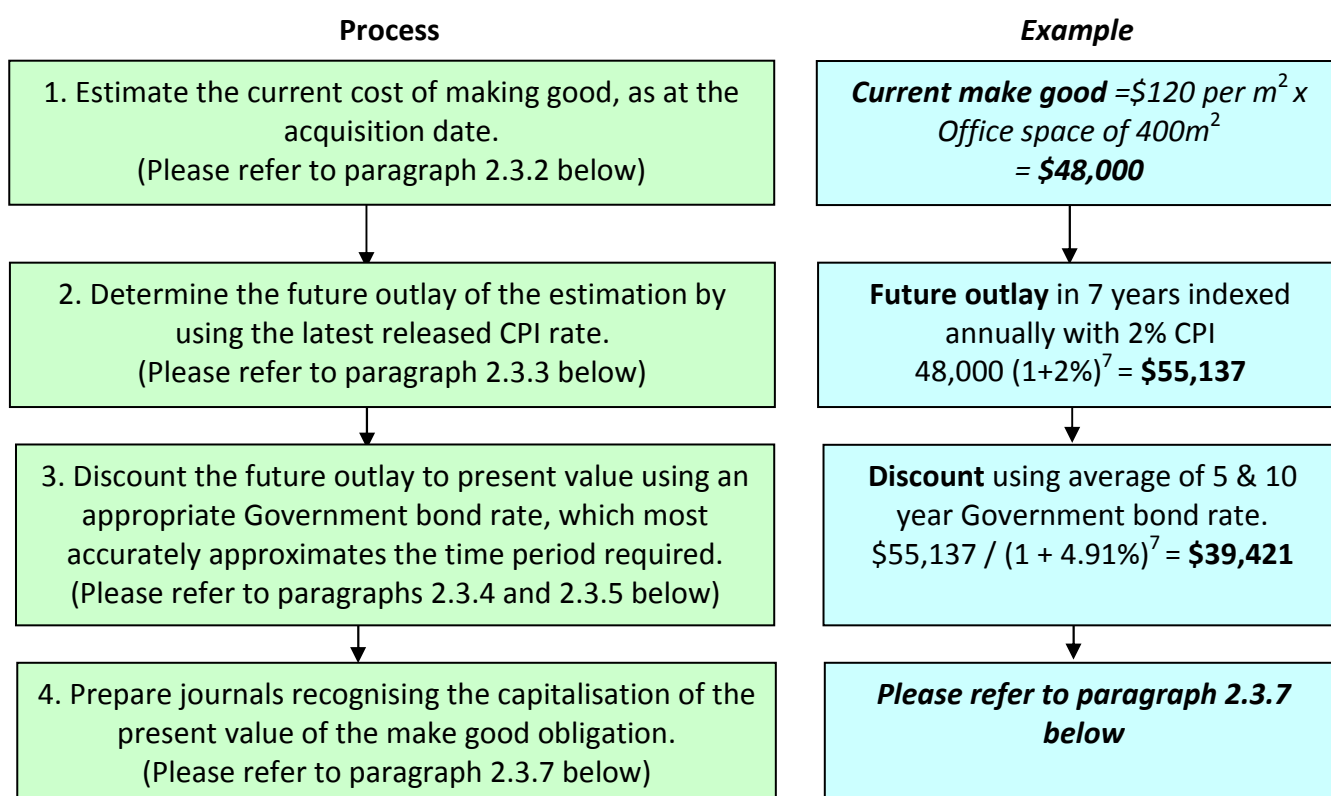 Process
Example
1. Estimate the current cost of making good, as at the
acquisition date.
(Please refer to paragraph 2.3.2 below)
Current make good =$120 per m² x
Office space of 400m²
= $48,000
2. Determine the future outlay of the estimation by
using the latest released CPI rate.
(Please refer to paragraph 2.3.3 below)
Future outlay in 7 years indexed
annually with 2% CPI
48,000 (1+2%)⁷ = $55,137
3. Discount the future outlay to present value using an
appropriate Government bond rate, which most
accurately approximates the time period required.
(Please refer to paragraphs 2.3.4 and 2.3.5 below)
Discount using average of 5 & 10
year Government bond rate.
$55,137 / (1 + 4.91%)⁷ = $39,421
4. Prepare journals recognising the capitalisation of the
present value of the make good obligation.
(Please refer to paragraph 2.3.7 below)
Please refer to paragraph 2.3.7
below